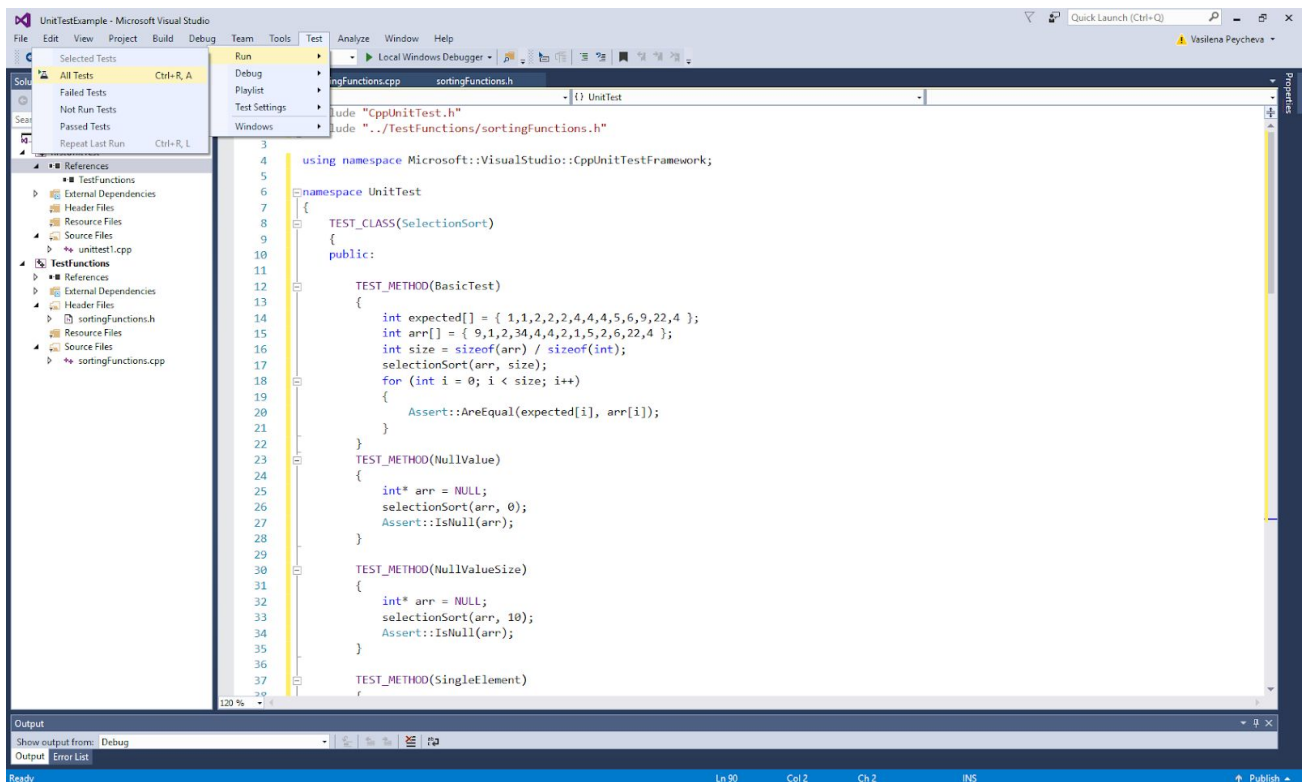 UnitTestExample - Microsoft Visual Studio
Quick Launch (Ctrl+Q)
File Edit View Project Build Debug Team Tools Test Analyze Window Help
Vasilena Peycheva
Local Windows Debugger
Selected Tests
All Tests Ctrl+R, A
Failed Tests
Not Run Tests
Passed Tests
Repeat Last Run Ctrl+R, L
Run
Debug
Playlist
Test Settings
Windows
ngFunctions.cpp sortingFunctions.h
Properties
Solu
Sear
{} UnitTest
References
TestFunctions
External Dependencies
Header Files
Resource Files
Source Files
unittest1.cpp
TestFunctions
References
External Dependencies
Header Files
sortingFunctions.h
Resource Files
Source Files
sortingFunctions.cpp
lude "CppUnitTest.h"
lude "../TestFunctions/sortingFunctions.h"
3
4 using namespace Microsoft::VisualStudio::CppUnitTestFramework;
5
6 namespace UnitTest
7 {
8 TEST_CLASS(SelectionSort)
9 {
10 public:
11
12 TEST_METHOD(BasicTest)
13 {
14 int expected[] = { 1,1,2,2,2,4,4,4,5,6,9,22,4 };
15 int arr[] = { 9,1,2,34,4,4,2,1,5,2,6,22,4 };
16 int size = sizeof(arr) / sizeof(int);
17 selectionSort(arr, size);
18 for (int i = 0; i < size; i++)
19 {
20 Assert::AreEqual(expected[i], arr[i]);
21 }
22 }
23 TEST_METHOD(NullValue)
24 {
25 int* arr = NULL;
26 selectionSort(arr, 0);
27 Assert::IsNull(arr);
28 }
29
30 TEST_METHOD(NullValueSize)
31 {
32 int* arr = NULL;
33 selectionSort(arr, 10);
34 Assert::IsNull(arr);
35 }
36
37 TEST_METHOD(SingleElement)
38 {
120 %
Output
Show output from: Debug
Output Error List
Ready Ln 90 Col 2 Ch 2 INS Publish